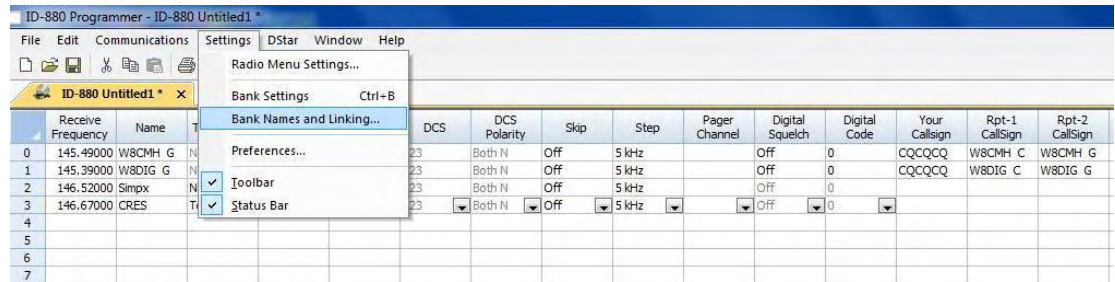 ID-880 Programmer - ID-880 Untitled1 *
File Edit Communications Settings DStar Window Help
Radio Menu Settings...
ID-880 Untitled1 * X
Bank Settings Ctrl+B
Bank Names and Linking...
Preferences...
Toolbar
Status Bar
Receive Frequency Name T DCS DCS Polarity Skip Step Pager Channel Digital Squelch Digital Code Your Callsign Rpt-1 CallSign Rpt-2 CallSign
0 145.49000 W8CMH G N 23 Both N Off 5 kHz Off 0 CQCQCQ W8CMH C W8CMH G
1 145.39000 W8DIG G N 23 Both N Off 5 kHz Off 0 CQCQCQ W8DIG C W8DIG G
2 146.52000 Simpx N 23 Both N Off 5 kHz Off 0
3 146.67000 CRES T 23 Both N Off 5 kHz Off 0
4
5
6
7